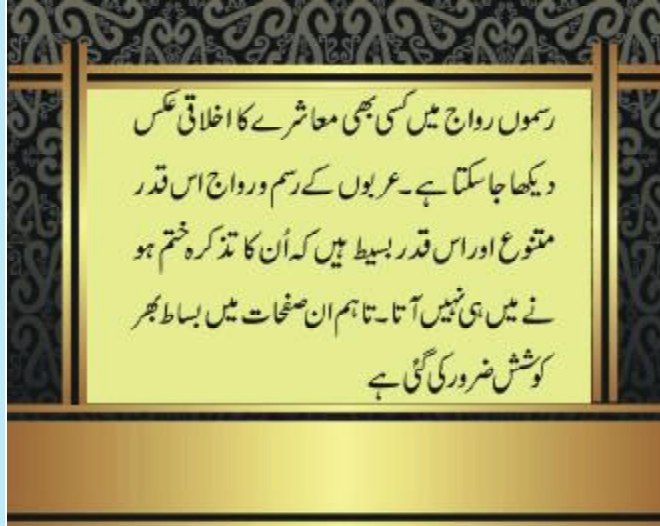 رسموں رواج میں کسی بھی معاشرے کا اخلاقی عکس
دیکھا جا سکتا ہے۔ عربوں کے رسم و رواج اس قدر
متنوع اور اس قدر بسیط ہیں کہ اُن کا تذکرہ ختم ہو
نے میں ہی نہیں آتا۔ تاہم ان صفحات میں بساط بھر
کوشش ضرور کی گئی ہے